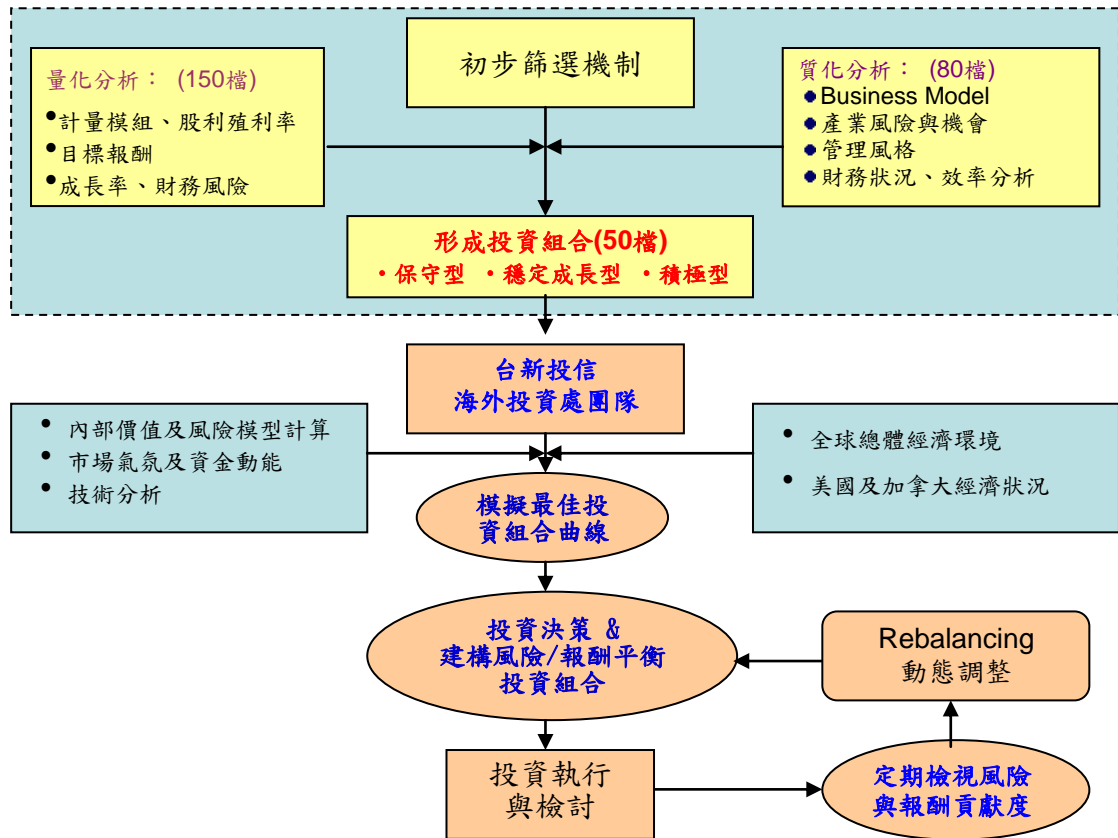 初步篩選機制
量化分析： (150檔)
•計量模組、股利殖利率
•目標報酬
•成長率、財務風險
質化分析： (80檔)
•Business Model
•產業風險與機會
•管理風格
•財務狀況、效率分析
形成投資組合(50檔)
・保守型 ・穩定成長型 ・積極型
台新投信
海外投資處團隊
• 內部價值及風險模型計算
• 市場氣氛及資金動能
• 技術分析
• 全球總體經濟環境
• 美國及加拿大經濟狀況
模擬最佳投
資組合曲線
投資決策 &
建構風險/報酬平衡
投資組合
Rebalancing
動態調整
投資執行
與檢討
定期檢視風險
與報酬貢獻度